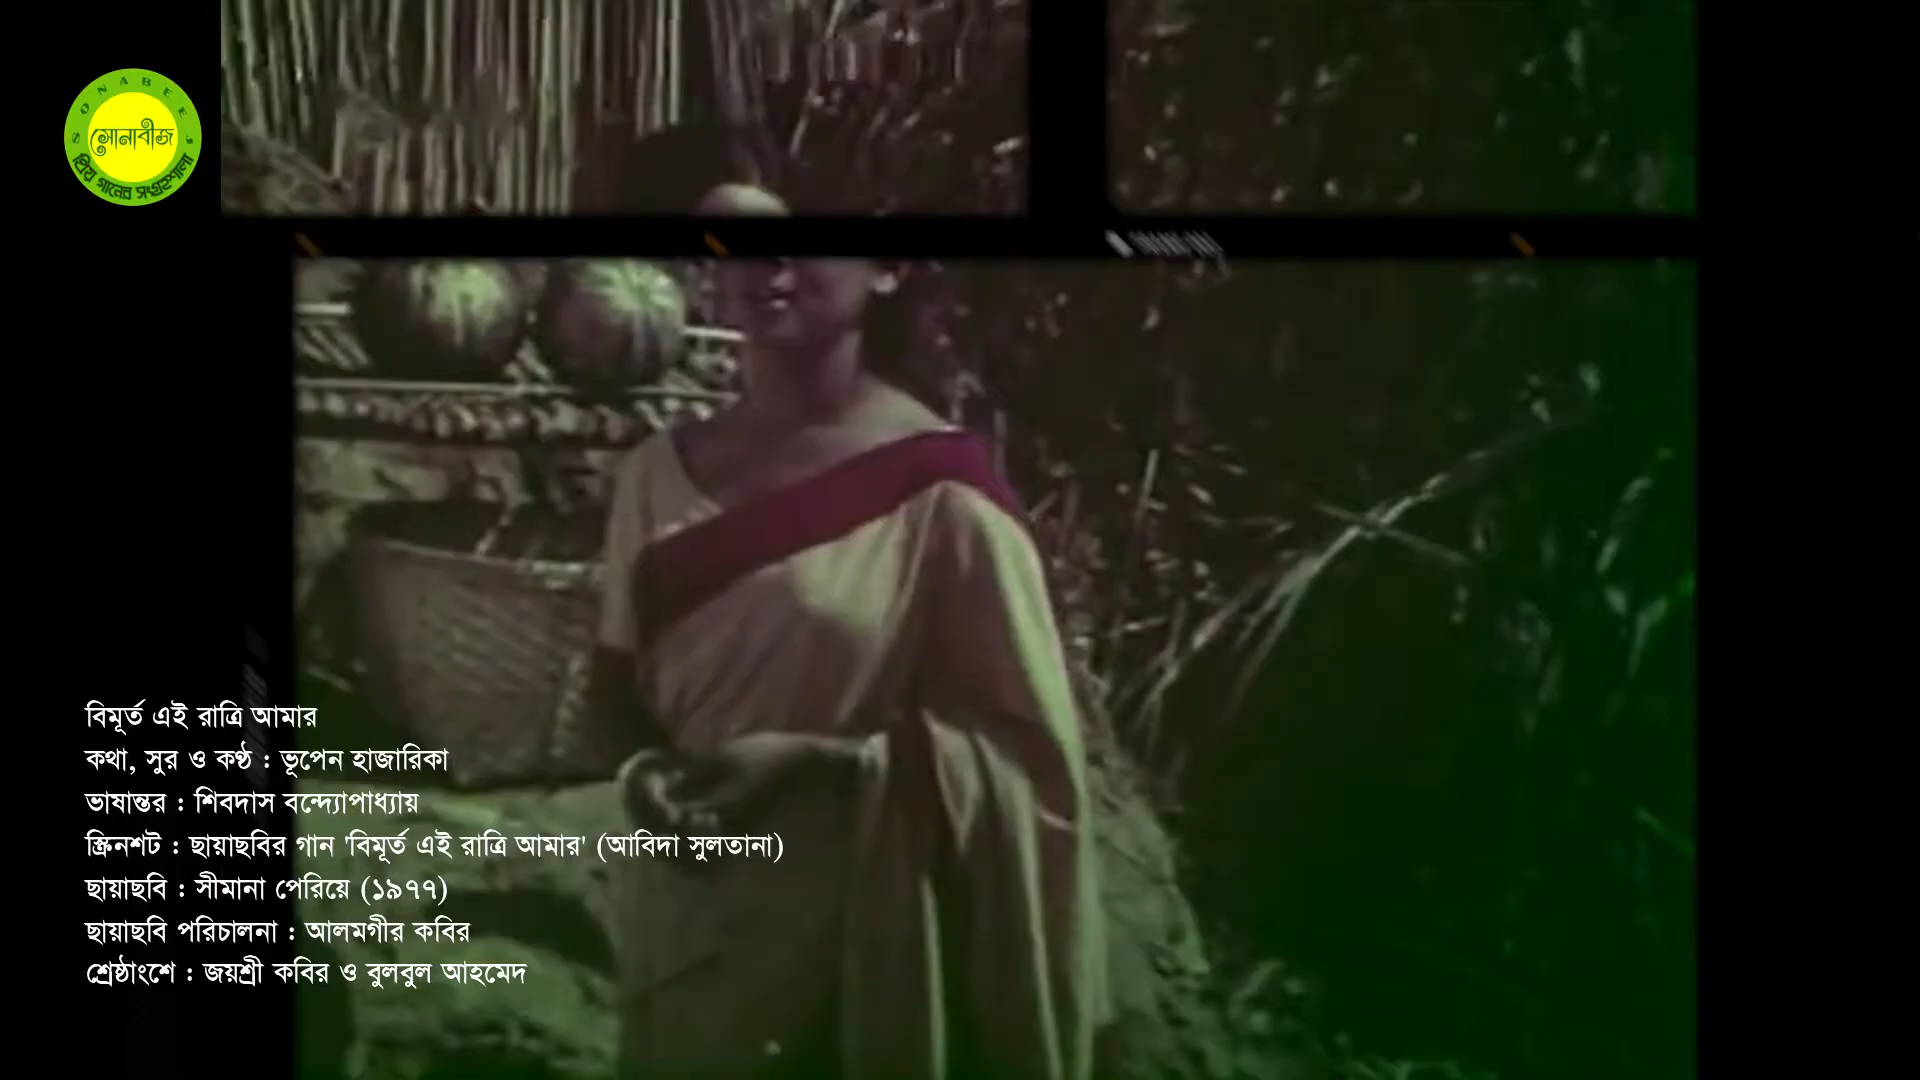 SONABEEJ
সোনাবীজ
প্রিয় গানের সংগ্রহশালা
বিমূর্ত এই রাত্রি আমার
কথা, সুর ও কণ্ঠ : ভূপেন হাজারিকা
ভাষান্তর : শিবদাস বন্দ্যোপাধ্যায়
স্ক্রিনশট : ছায়াছবির গান 'বিমূর্ত এই রাত্রি আমার' (আবিদা সুলতানা)
ছায়াছবি : সীমানা পেরিয়ে (১৯৭৭)
ছায়াছবি পরিচালনা : আলমগীর কবির
শ্রেষ্ঠাংশে : জয়শ্রী কবির ও বুলবুল আহমেদ